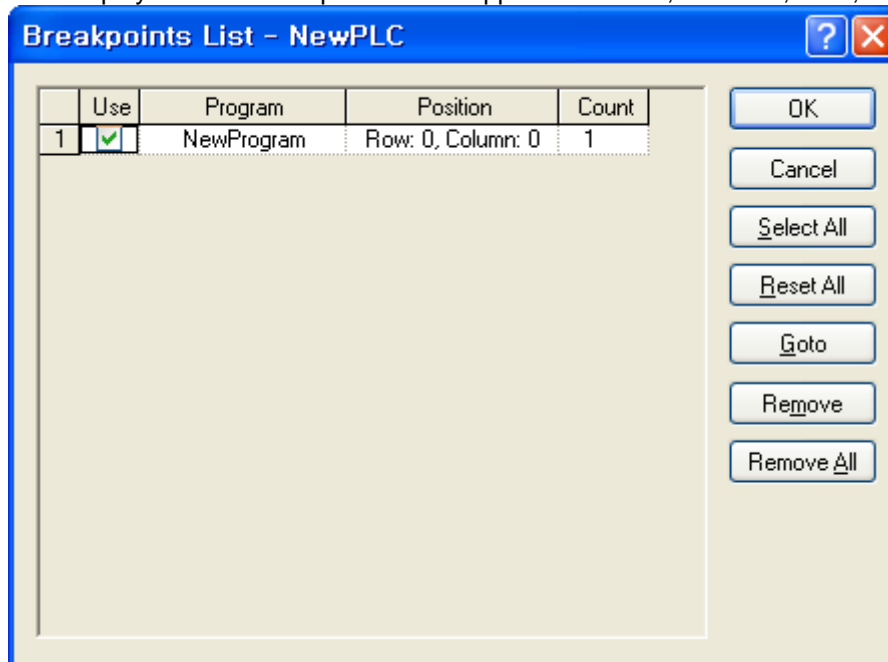 Breakpoints List - NewPLC
Use Program Position Count
1 NewProgram Row: 0, Column: 0 1
OK
Cancel
Select All
Reset All
Goto
Remove
Remove All